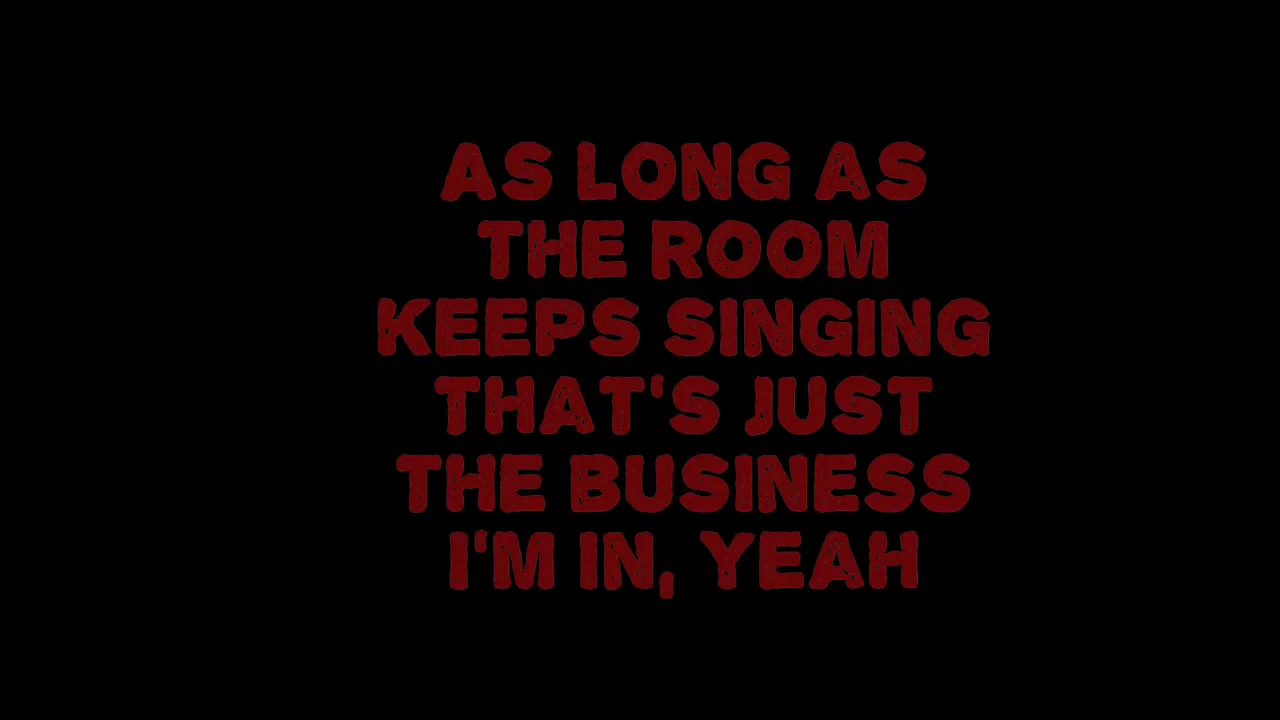 AS LONG AS
THE ROOM
KEEPS SINGING
THAT'S JUST
THE BUSINESS
I'M IN, YEAH